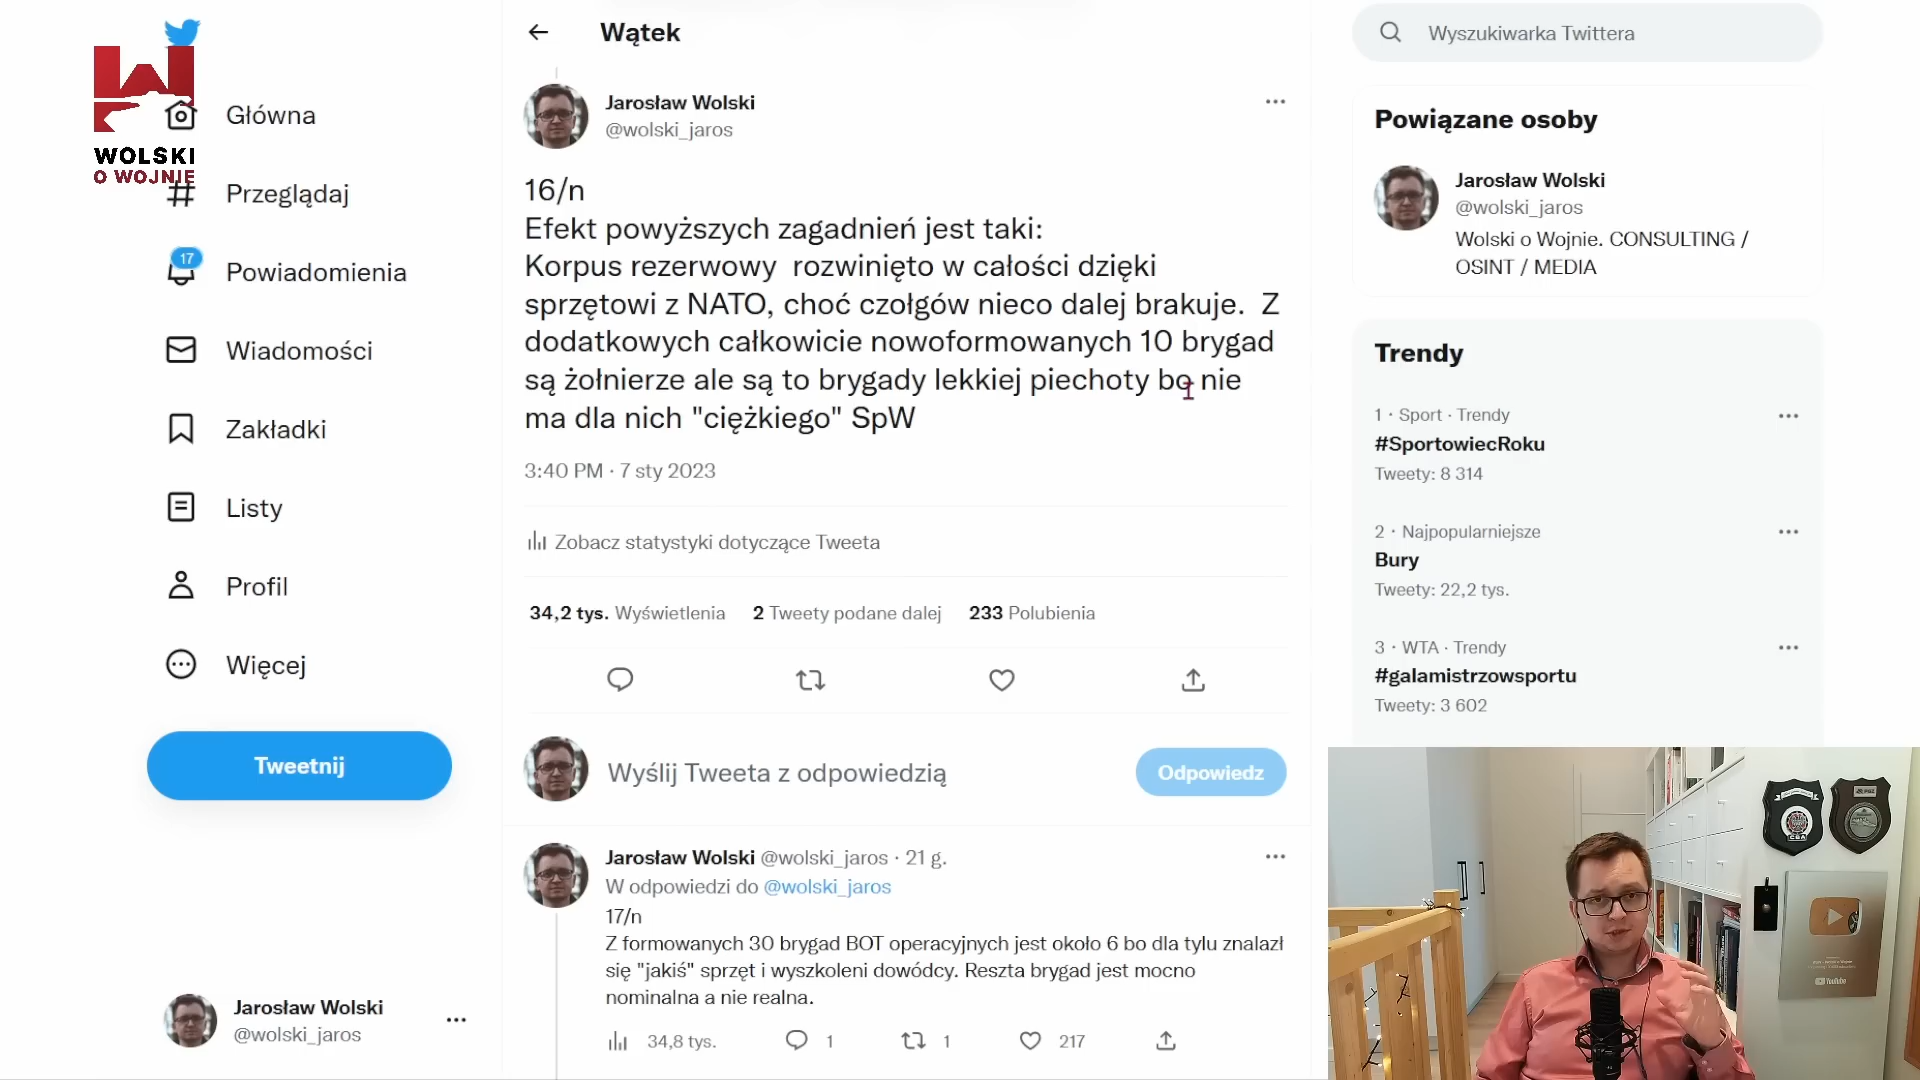 WOLSKI
O WOJNIE
Główna
Przeglądaj
17
Powiadomienia
Wiadomości
Zakładki
Listy
Profil
Więcej
Tweetnij
Jarosław Wolski
@wolski_jaros
Wątek
Jarosław Wolski
@wolski_jaros
16/n
Efekt powyższych zagadnień jest taki:
Korpus rezerwowy rozwinięto w całości dzięki
sprzętowi z NATO, choć czołgów nieco dalej brakuje. Z
dodatkowych całkowicie nowoformowanych 10 brygad
są żołnierze ale są to brygady lekkiej piechoty bo nie
ma dla nich "ciężkiego" SpW
3:40 PM · 7 sty 2023
Zobacz statystyki dotyczące Tweeta
34,2 tys. Wyświetlenia 2 Tweety podane dalej 233 Polubienia
Wyślij Tweeta z odpowiedzią
Odpowiedz
Jarosław Wolski @wolski_jaros · 21 g.
W odpowiedzi do @wolski_jaros
17/n
Z formowanych 30 brygad BOT operacyjnych jest około 6 bo dla tylu znalazł
się "jakiś" sprzęt i wyszkoleni dowódcy. Reszta brygad jest mocno
nominalna a nie realna.
34,8 tys. 1 1 217
Wyszukiwarka Twittera
Powiązane osoby
Jarosław Wolski
@wolski_jaros
Wolski o Wojnie. CONSULTING /
OSINT / MEDIA
Trendy
1 · Sport · Trendy
#SportowiecRoku
Tweety: 8 314
2 · Najpopularniejsze
Bury
Tweety: 22,2 tys.
3 · WTA · Trendy
#galamistrzowsportu
Tweety: 3 602
YouTube